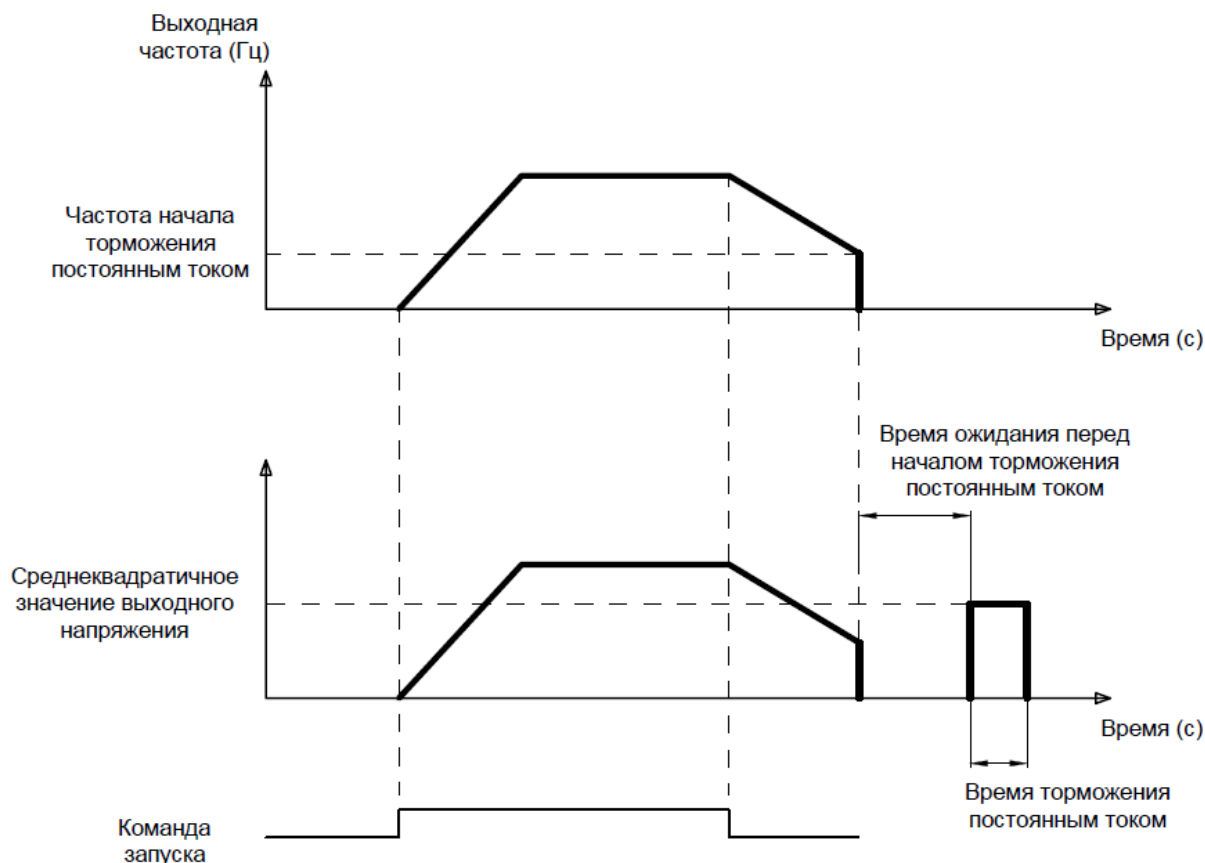 Выходная
частота (Гц)
Частота начала
торможения
постоянным током
Время (с)
Время ожидания перед
началом торможения
постоянным током
Среднеквадратичное
значение выходного
напряжения
Время (с)
Время торможения
постоянным током
Команда
запуска